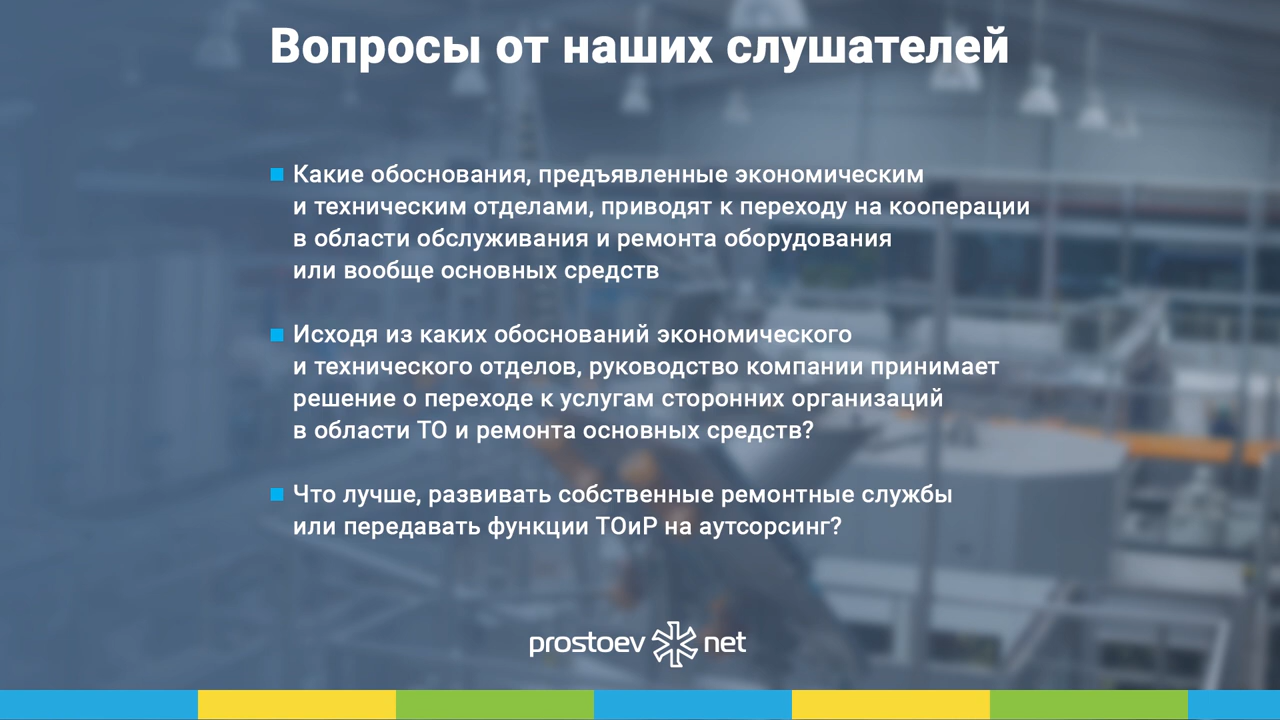 Вопросы от наших слушателей
Какие обоснования, предъявленные экономическим
и техническим отделами, приводят к переходу на кооперации
в области обслуживания и ремонта оборудования
или вообще основных средств
Исходя из каких обоснований экономического
и технического отделов, руководство компании принимает
решение о переходе к услугам сторонних организаций
в области ТО и ремонта основных средств?
Что лучше, развивать собственные ремонтные службы
или передавать функции ТОиР на аутсорсинг?
prostoev net